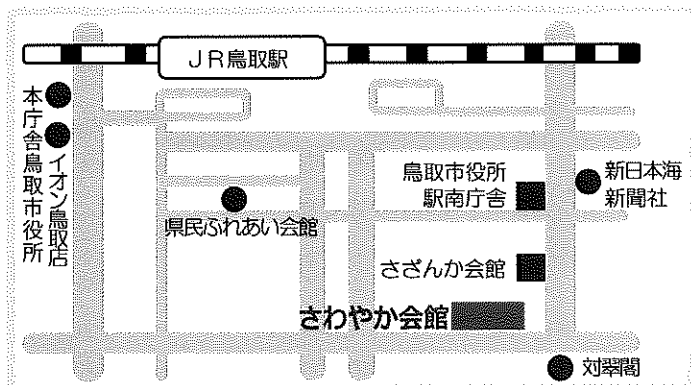 JR鳥取駅
鳥取市役所
本庁舎
イオン鳥取店
県民ふれあい会館
鳥取市役所
駅南庁舎
新日本海
新聞社
さざんか会館
さわやか会館
対翠閣